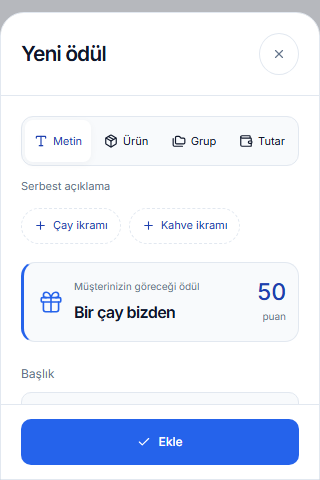 Yeni ödül
Metin
Ürün
Grup
Tutar
Serbest açıklama
Çay ikramı
Kahve ikramı
Müşterinizin göreceği ödül
Bir çay bizden
50
puan
Başlık
Ekle